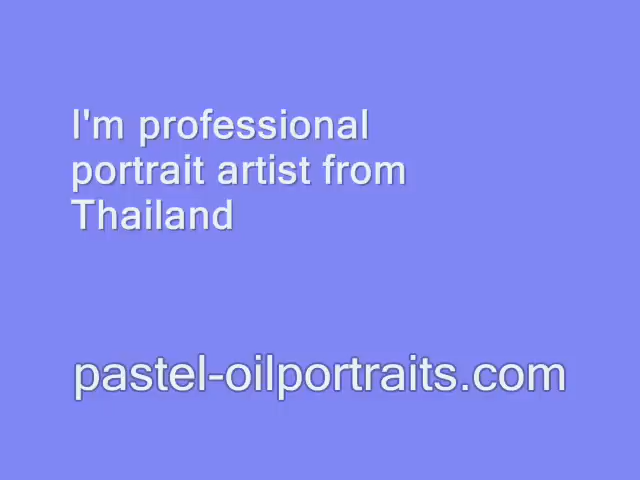 I'm professional
portrait artist from
Thailand
pastel-oilportraits.com